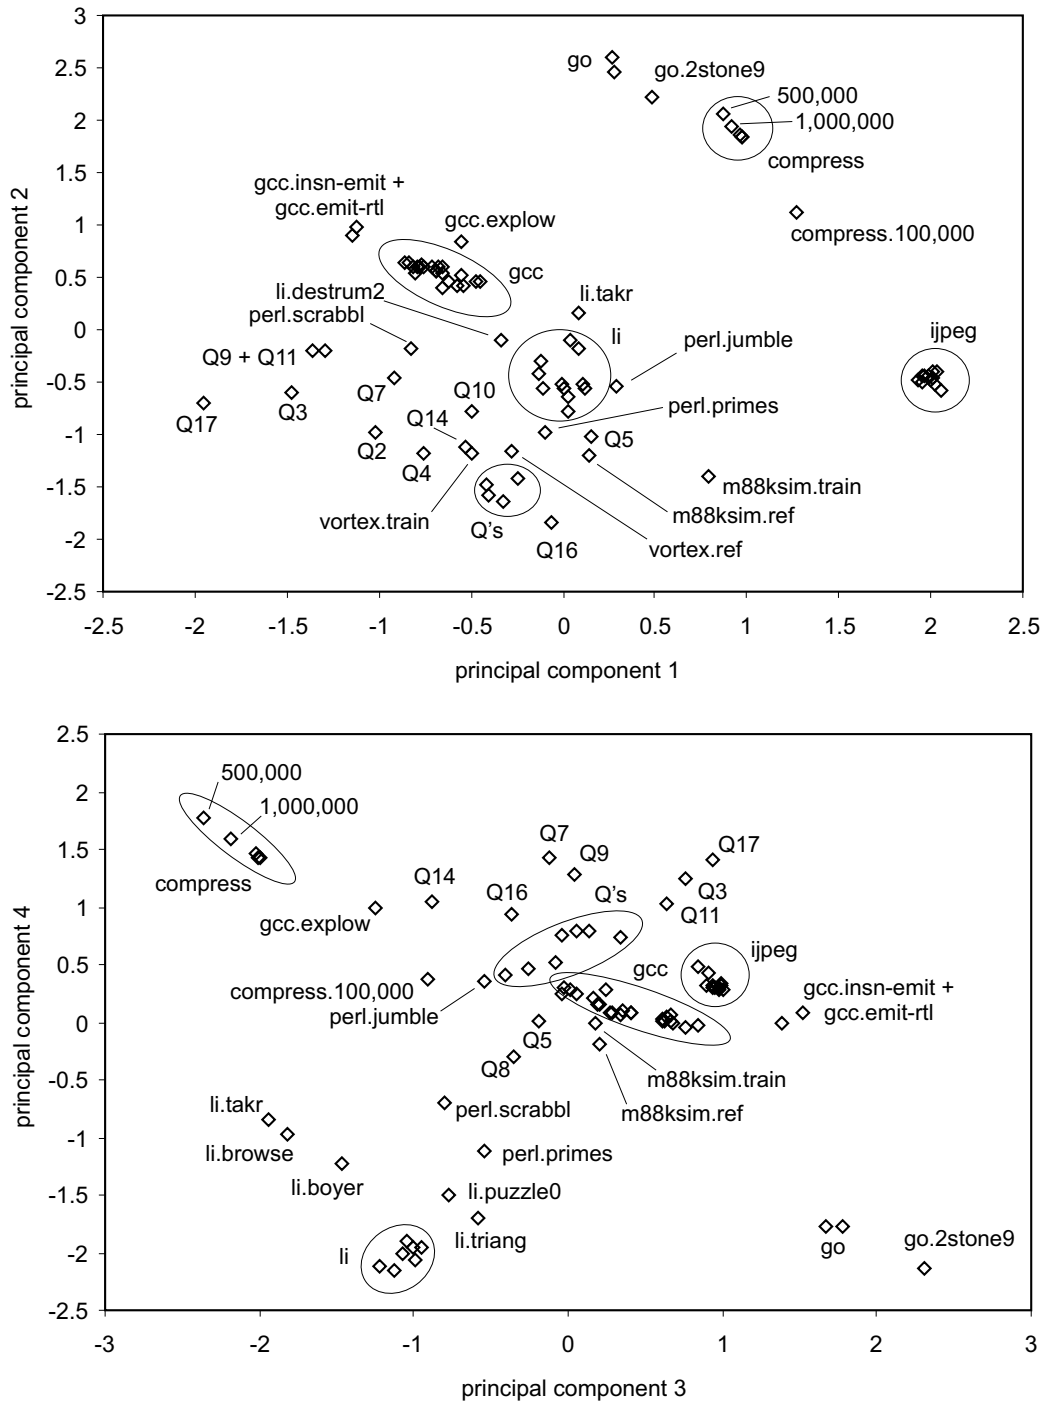 3
2.5
2
1.5
1
0.5
0
-0.5
-1
-1.5
-2
-2.5
principal component 2
go
go.2stone9
500,000
1,000,000
compress
gcc.insn-emit +
gcc.emit-rtl
gcc.explow
compress.100,000
gcc
li.destrum2
li.takr
perl.scrabbl
li
ijpeg
perl.jumble
Q9 + Q11
Q7
Q10
Q17
Q3
Q14
perl.primes
Q2
Q5
Q4
m88ksim.train
vortex.train
Q's
m88ksim.ref
Q16
vortex.ref
-2.5 -2 -1.5 -1 -0.5 0 0.5 1 1.5 2 2.5
principal component 1
2.5
2
1.5
1
0.5
0
-0.5
-1
-1.5
-2
-2.5
principal component 4
500,000
1,000,000
compress
Q7
Q9
Q17
Q14
Q16
Q's
Q3
gcc.explow
Q11
gcc
ijpeg
compress.100,000
perl.jumble
gcc.insn-emit +
gcc.emit-rtl
Q5
Q8
m88ksim.train
li.takr
perl.scrabbl
m88ksim.ref
li.browse
perl.primes
li.boyer
li.puzzle0
li.triang
li
go
go.2stone9
-3 -2 -1 0 1 2 3
principal component 3